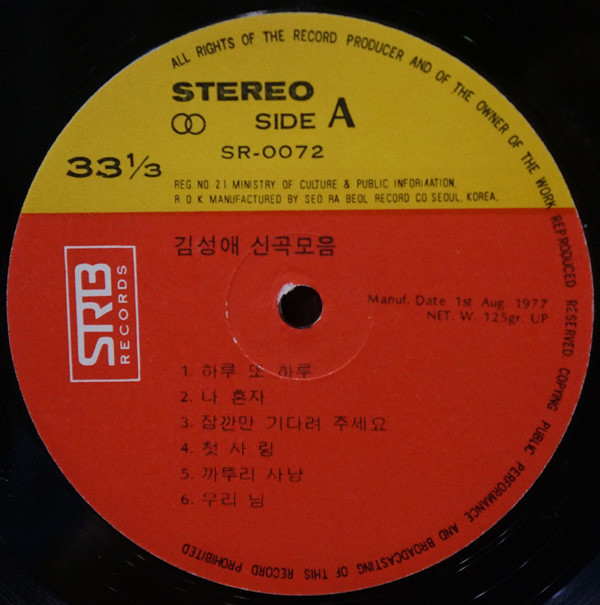 ALL RIGHTS OF THE RECORD PRODUCER AND OF THE OWNER OF THE WORK REPRODUCED RESERVED. COPYING PUBLIC PERFORMANCE AND BROADCASTING OF THIS RECORD PROHIBITED
STEREO
SIDE A
33⅓
SR-0072
REG. NO 21 MINISTRY OF CULTURE & PUBLIC INFORMATION.
R O K MANUFACTURED BY SEO RA BEOL RECORD CO SEOUL. KOREA.
김성애 신곡모음
SRB
RECORDS
Manuf. Date 1st Aug. 1977
NET. W. 125gr. UP
1. 하루 또 하루
2. 나 혼자
3. 잠깐만 기다려 주세요
4. 첫 사랑
5. 까뚜리 사냥
6. 우리 님